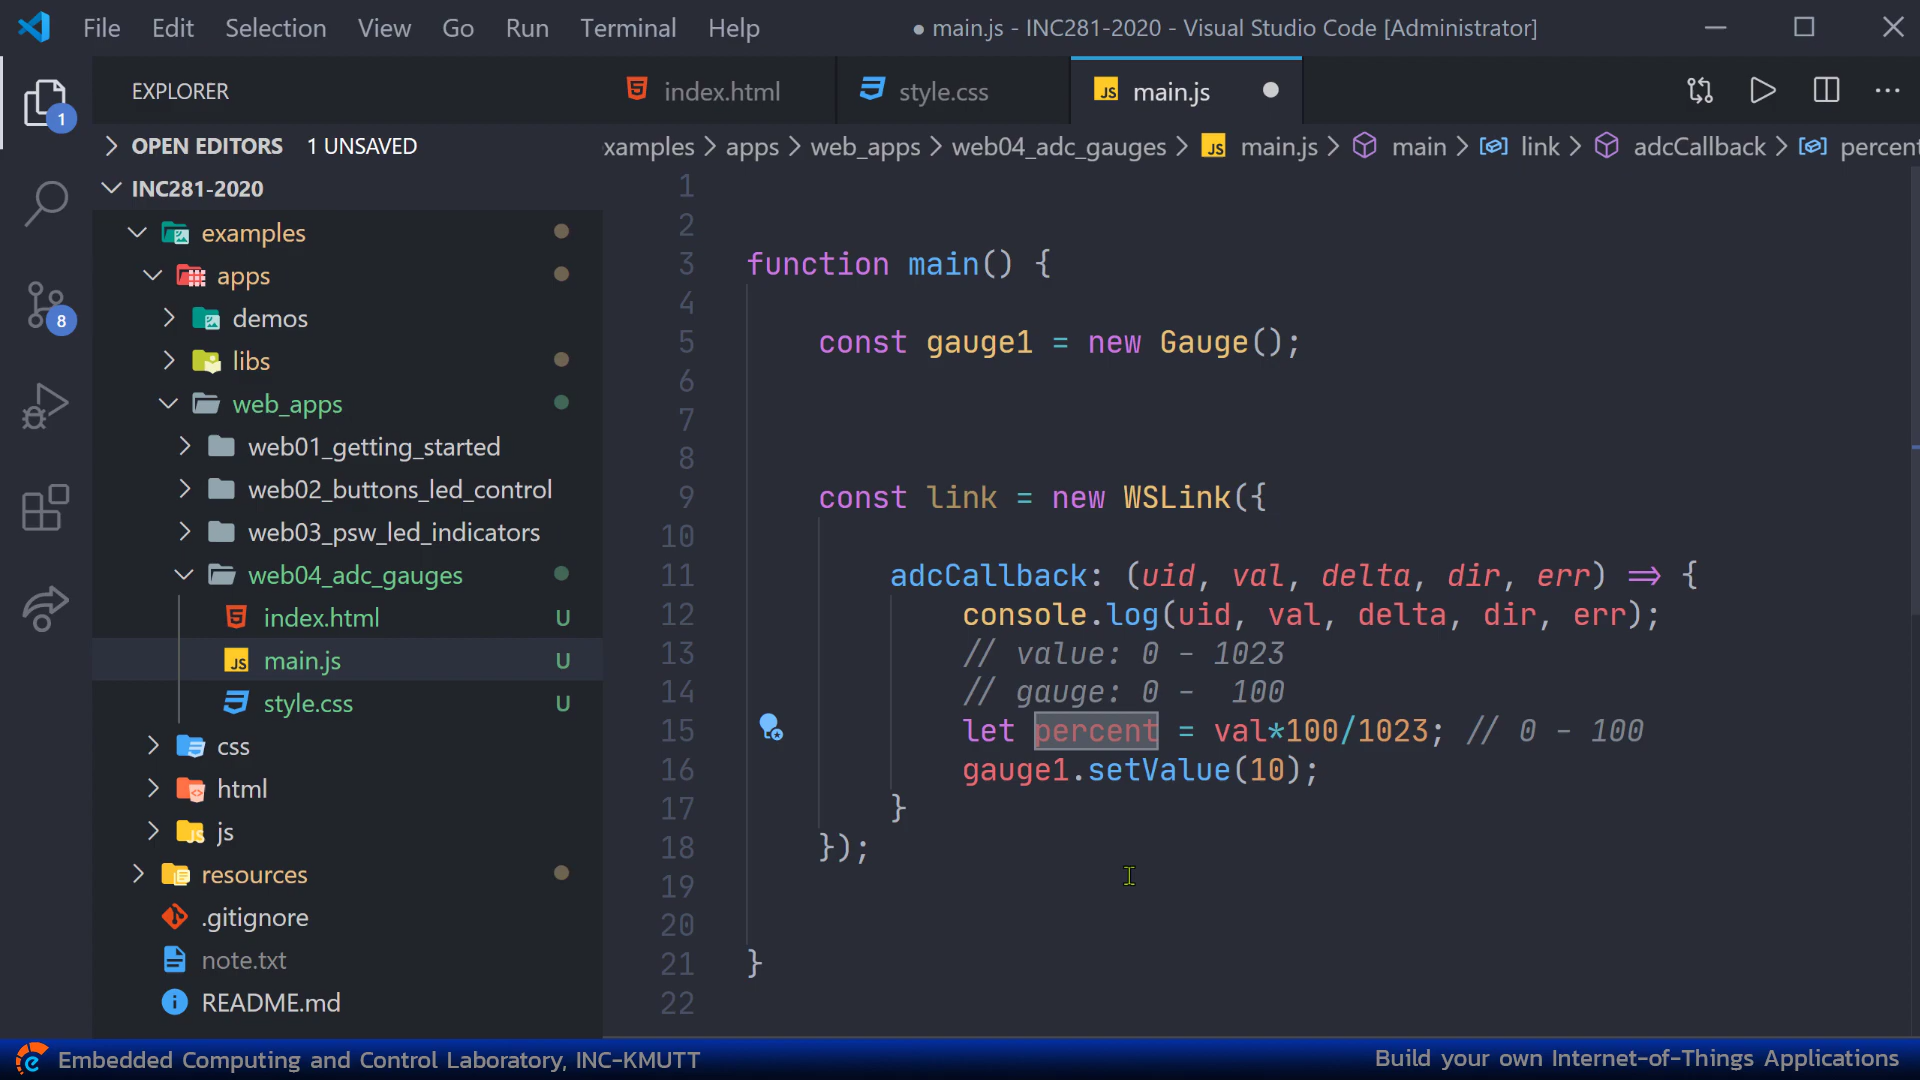 File Edit Selection View Go Run Terminal Help ● main.js - INC281-2020 - Visual Studio Code [Administrator]
EXPLORER
index.html
style.css
JS main.js
1
OPEN EDITORS 1 UNSAVED
xamples > apps > web_apps > web04_adc_gauges > JS main.js > main > link > adcCallback > percent
INC281-2020
examples
apps
demos
8
libs
web_apps
web01_getting_started
web02_buttons_led_control
web03_psw_led_indicators
web04_adc_gauges
index.html U
JS main.js U
style.css U
css
html
js
resources
.gitignore
note.txt
README.md
1
2
3 function main() {
4
5 const gauge1 = new Gauge();
6
7
8
9 const link = new WSLink({
10
11 adcCallback: (uid, val, delta, dir, err) => {
12 console.log(uid, val, delta, dir, err);
13 // value: 0 - 1023
14 // gauge: 0 -  100
15 let percent = val*100/1023; // 0 - 100
16 gauge1.setValue(10);
17 }
18 });
19
20
21 }
22
Embedded Computing and Control Laboratory, INC-KMUTT
Build your own Internet-of-Things Applications